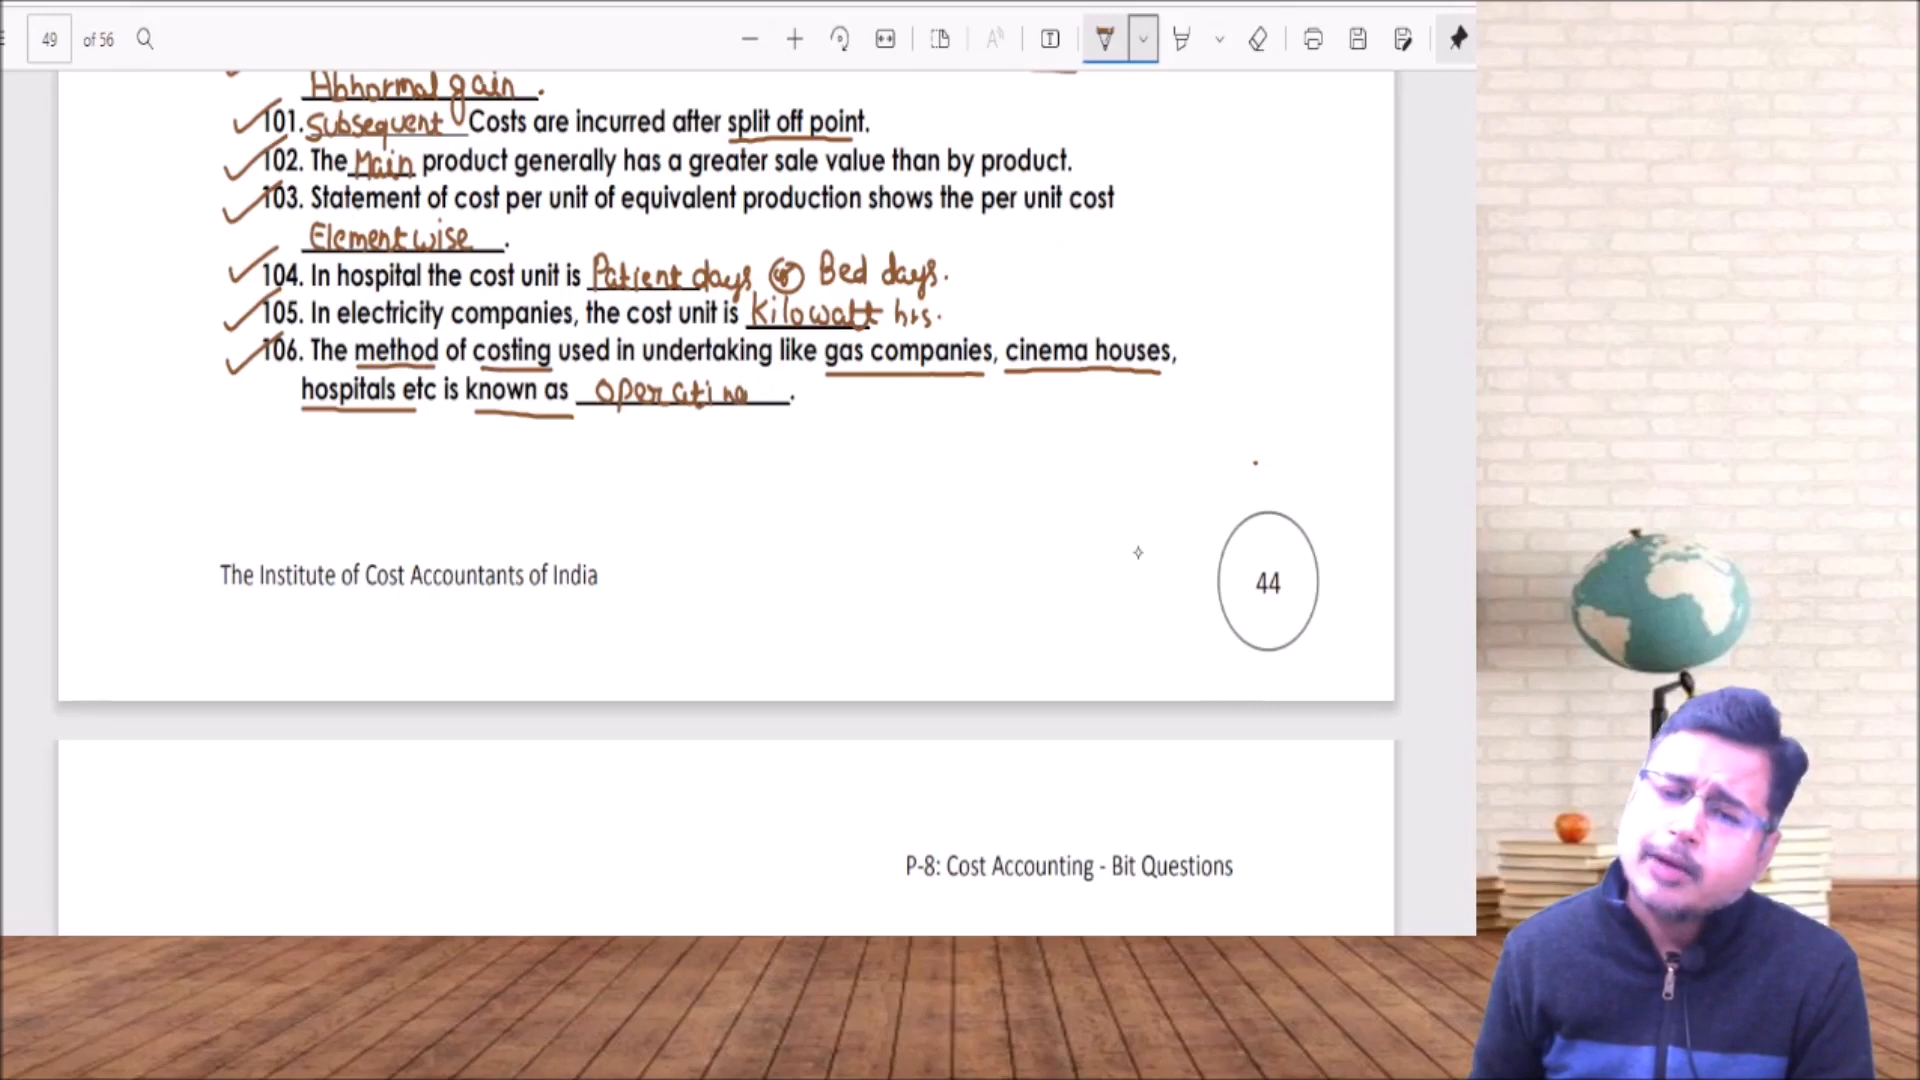 49 of 56
Abnormal gain.
101. Subsequent Costs are incurred after split off point.
102. The Main product generally has a greater sale value than by product.
103. Statement of cost per unit of equivalent production shows the per unit cost
Elementwise.
104. In hospital the cost unit is Patient days or Bed days.
105. In electricity companies, the cost unit is Kilowatt hrs.
106. The method of costing used in undertaking like gas companies, cinema houses,
hospitals etc is known as operating.
The Institute of Cost Accountants of India
44
P-8: Cost Accounting - Bit Questions